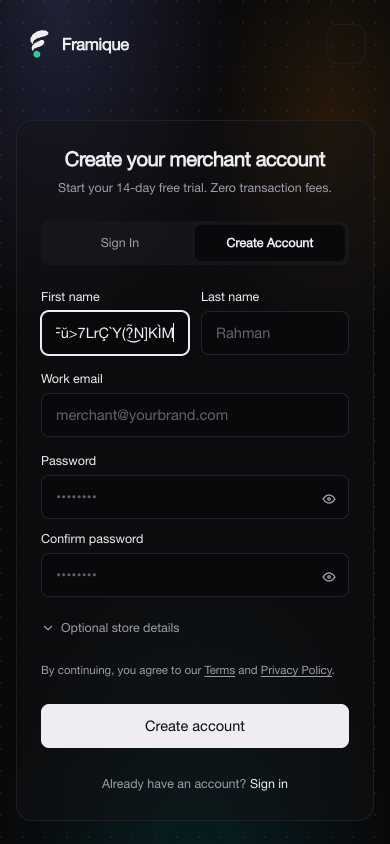 Framique
Create your merchant account
Start your 14-day free trial. Zero transaction fees.
Sign In
Create Account
First name
Last name
Rahman
Work email
merchant@yourbrand.com
Password
••••••••
Confirm password
••••••••
Optional store details
By continuing, you agree to our Terms and Privacy Policy.
Create account
Already have an account? Sign in